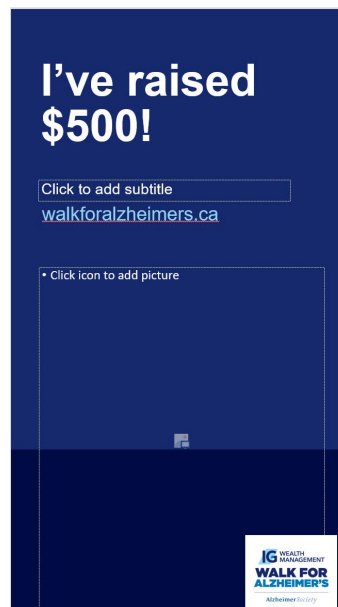 I've raised
$500!
Click to add subtitle
walkforalzheimers.ca
• Click icon to add picture
IG WEALTH
MANAGEMENT
WALK FOR
ALZHEIMER'S
Alzheimer Society